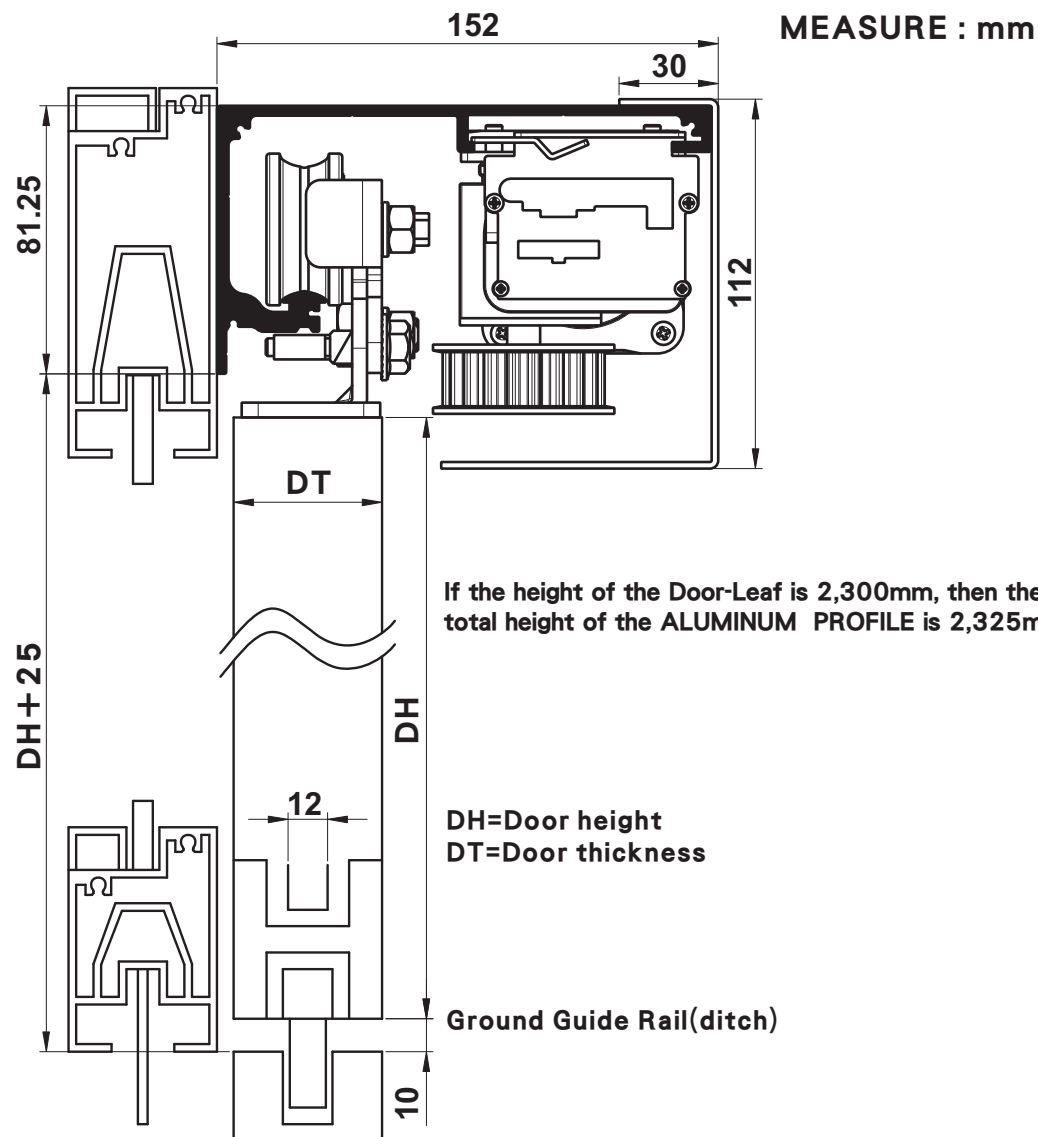 152
MEASURE : mm
30
81.25
112
DT
If the height of the Door-Leaf is 2,300mm, then the
total height of the ALUMINUM PROFILE is 2,325m
DH+25
DH
12
DH=Door height
DT=Door thickness
Ground Guide Rail(ditch)
10